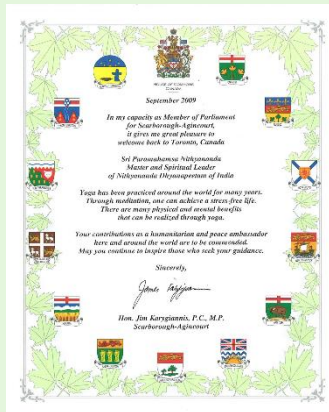 HOUSE OF COMMONS
CANADA
September 2009
In my capacity as Member of Parliament
for Scarborough-Agincourt,
it gives me great pleasure to
welcome back to Toronto, Canada
Sri Paramahamsa Nithyananda
Master and Spiritual Leader
of Nithyananda Dhyanapeetam of India
Yoga has been practiced around the world for many years.
Through meditation, one can achieve a stress-free life.
There are many physical and mental benefits
that can be realized through yoga.
Your contributions as a humanitarian and peace ambassador
here and around the world are to be commended.
May you continue to inspire those who seek your guidance.
Sincerely,
Hon. Jim Karygiannis, P.C., M.P.
Scarborough-Agincourt